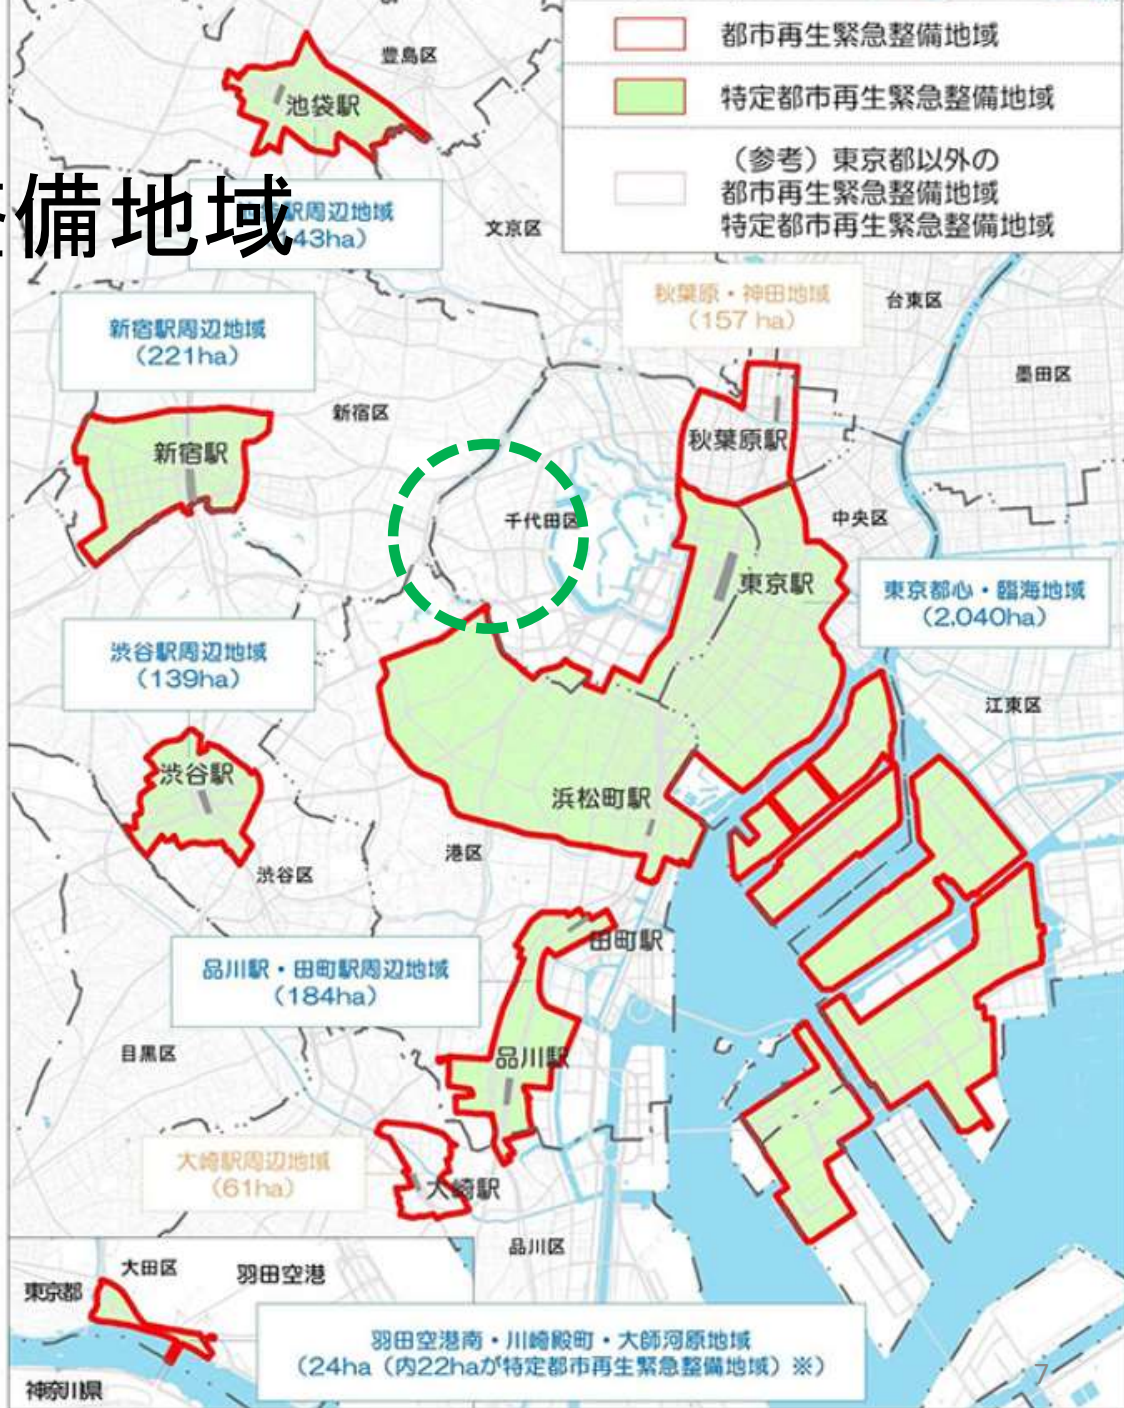 都市再生緊急整備地域
特定都市再生緊急整備地域
（参考）東京都以外の
都市再生緊急整備地域
特定都市再生緊急整備地域
豊島区
池袋駅
備地域
駅周辺地域
43ha）
文京区
秋葉原・神田地域
（157 ha）
台東区
新宿駅周辺地域
（221ha）
墨田区
新宿区
新宿駅
秋葉原駅
千代田区
中央区
東京駅
東京都心・臨海地域
（2,040ha）
渋谷駅周辺地域
（139ha）
江東区
渋谷駅
浜松町駅
港区
渋谷区
田町駅
品川駅・田町駅周辺地域
（184ha）
目黒区
品川駅
大崎駅周辺地域
（61ha）
大崎駅
品川区
大田区
羽田空港
東京都
羽田空港南・川崎殿町・大師河原地域
（24ha（内22haが特定都市再生緊急整備地域）※）
神奈川県
7